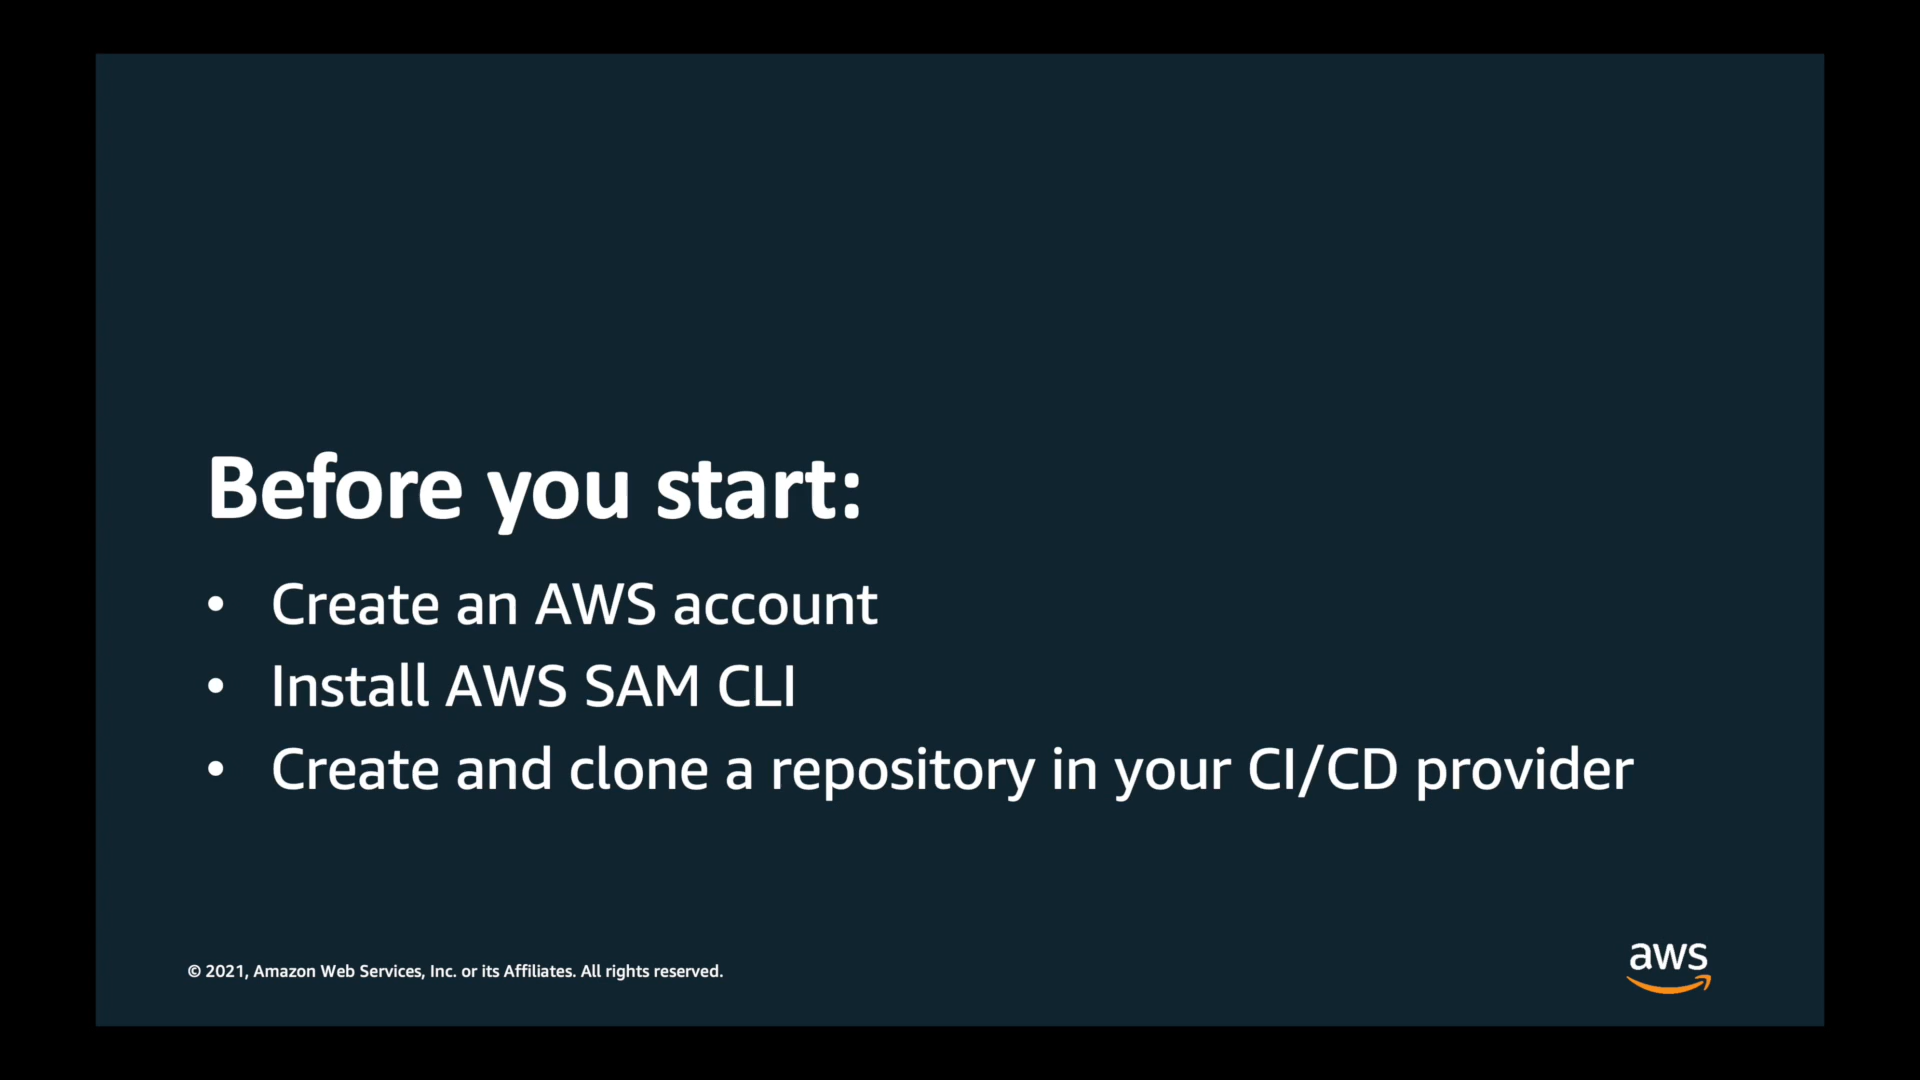 Before you start:
• Create an AWS account
• Install AWS SAM CLI
• Create and clone a repository in your CI/CD provider
© 2021, Amazon Web Services, Inc. or its Affiliates. All rights reserved.
aws